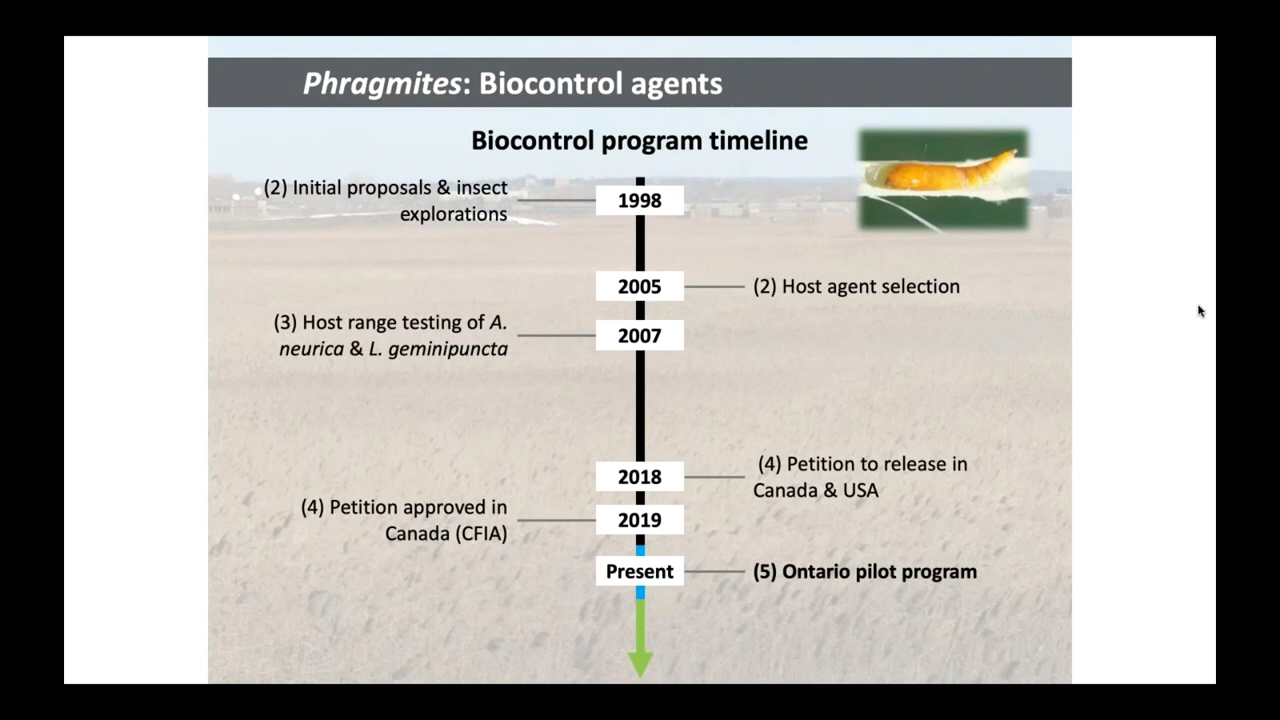 Phragmites: Biocontrol agents
Biocontrol program timeline
(2) Initial proposals & insect
explorations
1998
2005
(2) Host agent selection
(3) Host range testing of A.
neurica & L. geminipuncta
2007
2018
(4) Petition to release in
Canada & USA
(4) Petition approved in
Canada (CFIA)
2019
Present
(5) Ontario pilot program